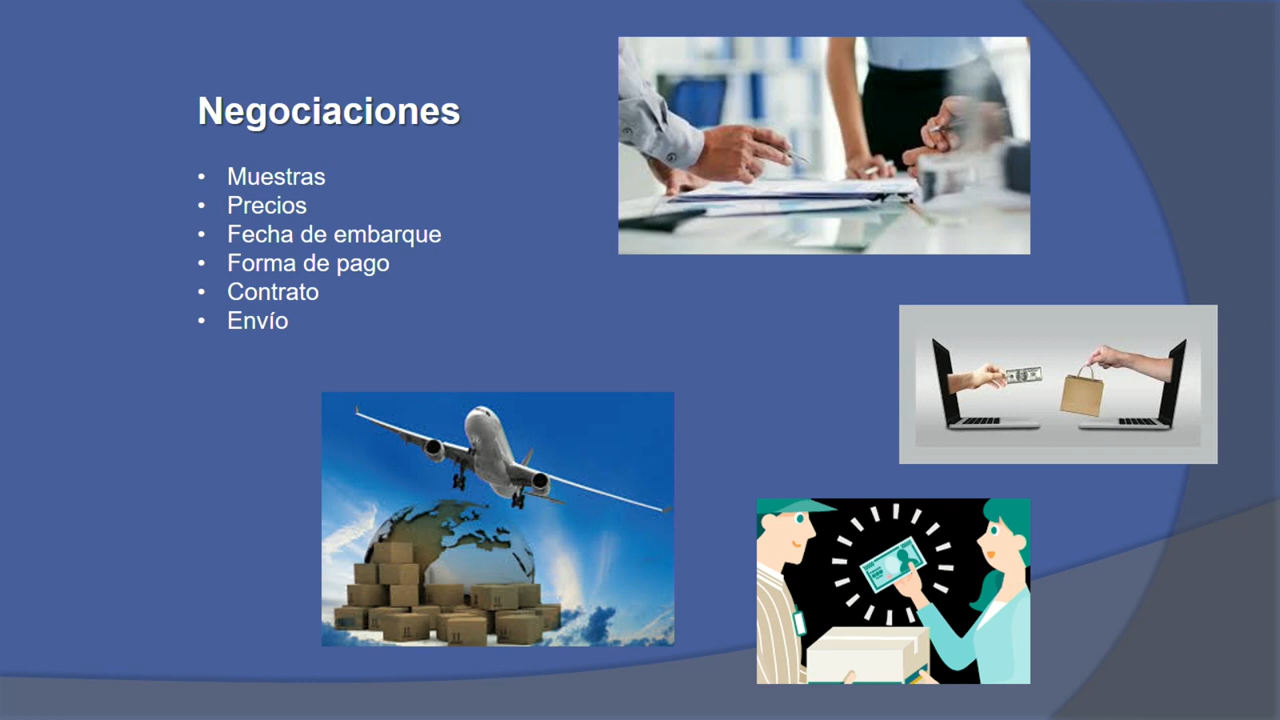 Negociaciones
• Muestras
• Precios
• Fecha de embarque
• Forma de pago
• Contrato
• Envío